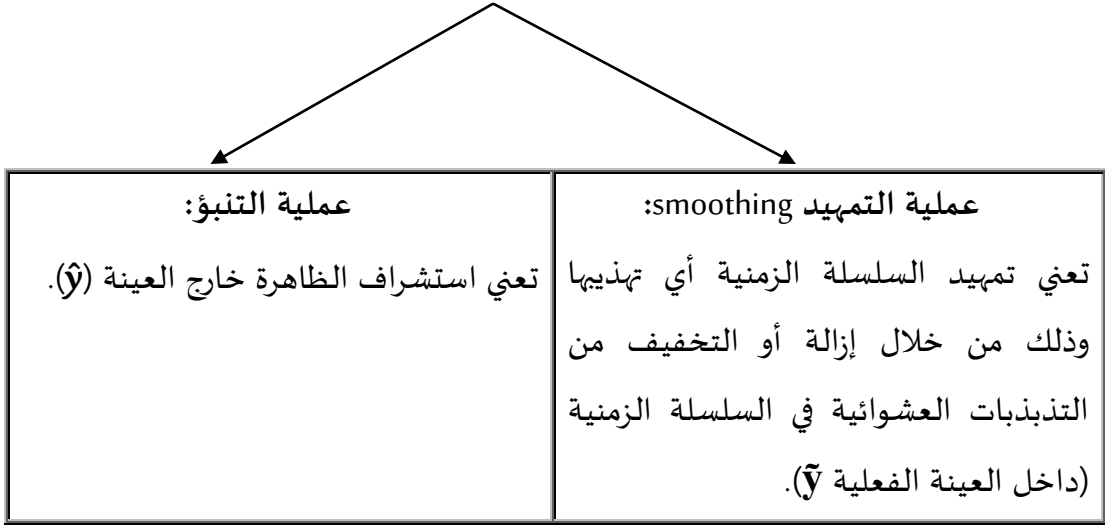 عملية التمهيد smoothing:
تعني تمهيد السلسلة الزمنية أي تهذيبها
وذلك من خلال إزالة أو التخفيف من
التذبذبات العشوائية في السلسلة الزمنية
(داخل العينة الفعلية ỹ).
عملية التنبؤ:
تعني استشراف الظاهرة خارج العينة (ŷ).